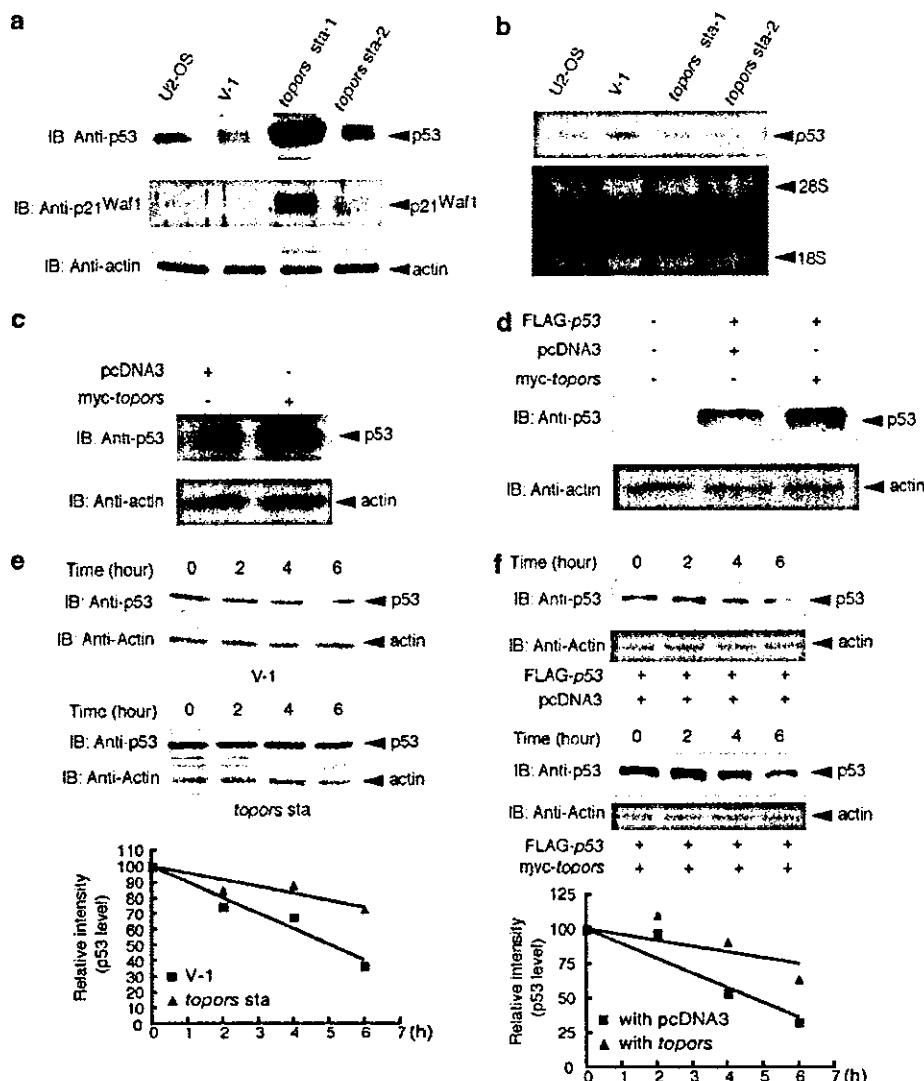 a
U2-OS
V-1
topors sta-1
topors sta-2
IB: Anti-p53
p53
IB: Anti-p21Waf1
p21Waf1
IB: Anti-actin
actin
b
U2-OS
V-1
topors sta-1
topors sta-2
p53
28S
18S
c
pcDNA3 + -
myc-topors - +
IB: Anti-p53
p53
IB: Anti-actin
actin
d
FLAG-p53 - + +
pcDNA3 - + -
myc-topors - - +
IB: Anti-p53
p53
IB: Anti-actin
actin
e
Time (hour) 0 2 4 6
IB: Anti-p53
p53
IB: Anti-Actin
actin
V-1
Time (hour) 0 2 4 6
IB: Anti-p53
p53
IB: Anti-Actin
actin
topors sta
Relative intensity
(p53 level)
110
100
90
80
70
60
50
40
30
20
10
0
V-1
topors sta
0 1 2 3 4 5 6 7 (h)
f
Time (hour) 0 2 4 6
IB: Anti-p53
p53
IB: Anti-Actin
actin
FLAG-p53 + + + +
pcDNA3 + + + +
Time (hour) 0 2 4 6
IB: Anti-p53
p53
IB: Anti-Actin
actin
FLAG-p53 + + + +
myc-topors + + + +
Relative intensity
(p53 level)
125
100
75
50
25
0
with pcDNA3
with topors
0 1 2 3 4 5 6 7 (h)